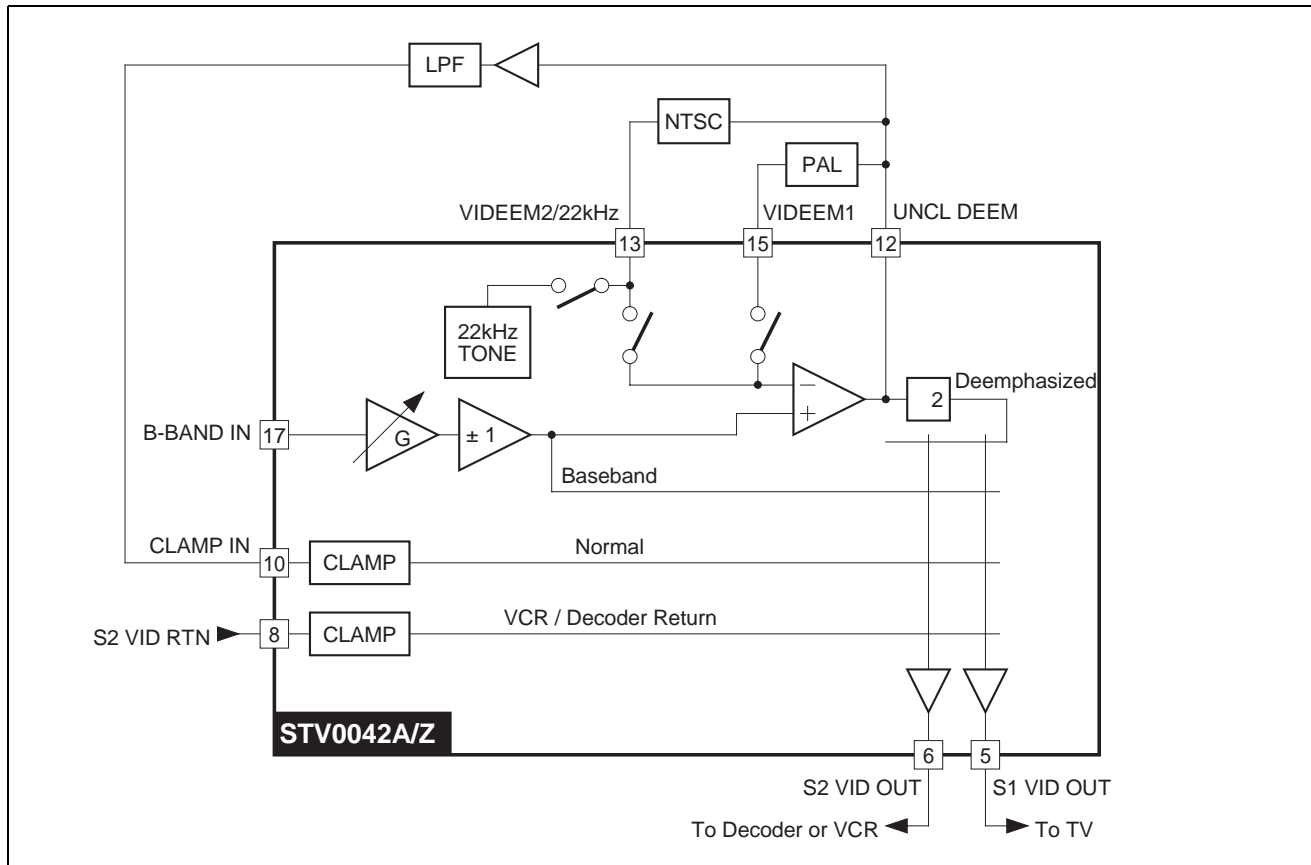 LPF
NTSC
PAL
VIDEEM2/22kHz
VIDEEM1
UNCL DEEM
13
15
12
22kHz
TONE
−
+
2
Deemphasized
B-BAND IN
17
G
± 1
Baseband
CLAMP IN
10
CLAMP
Normal
S2 VID RTN
8
CLAMP
VCR / Decoder Return
STV0042A/Z
6
5
S2 VID OUT
S1 VID OUT
To Decoder or VCR
To TV